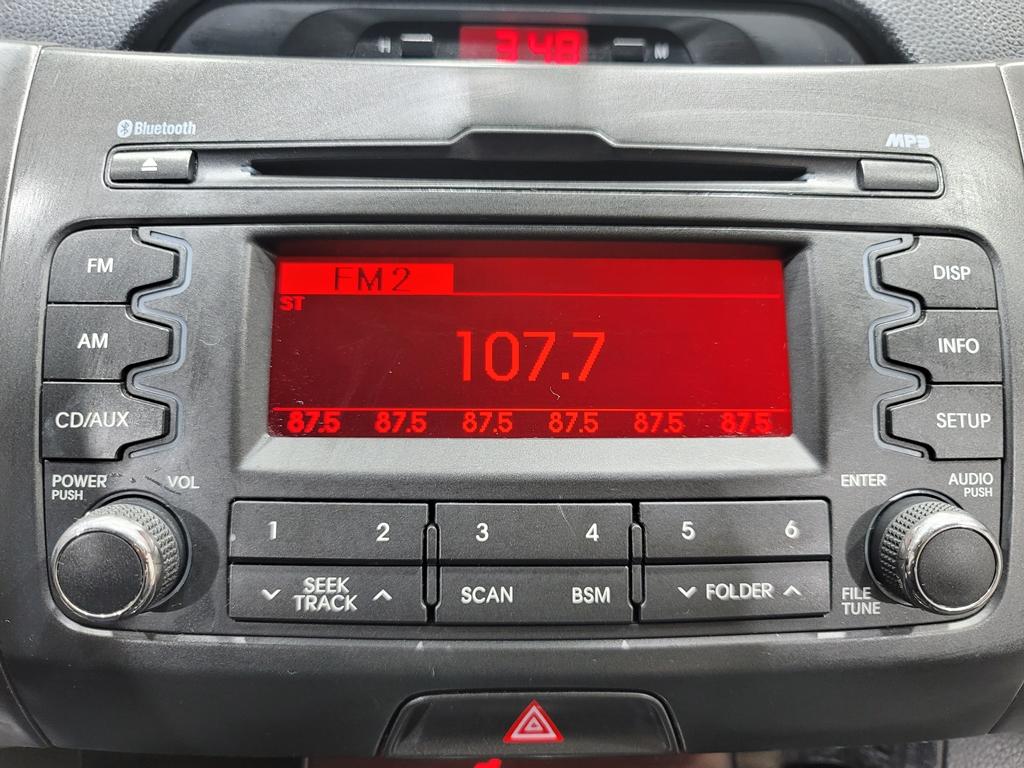 H 3:48 M
Bluetooth
MP3
FM
AM
CD/AUX
FM2
ST
107.7
87.5 87.5 87.5 87.5 87.5 87.5
DISP
INFO
SETUP
POWER
PUSH
VOL
ENTER
AUDIO
PUSH
1 2 3 4 5 6
SEEK
TRACK
SCAN BSM
FOLDER
FILE
TUNE